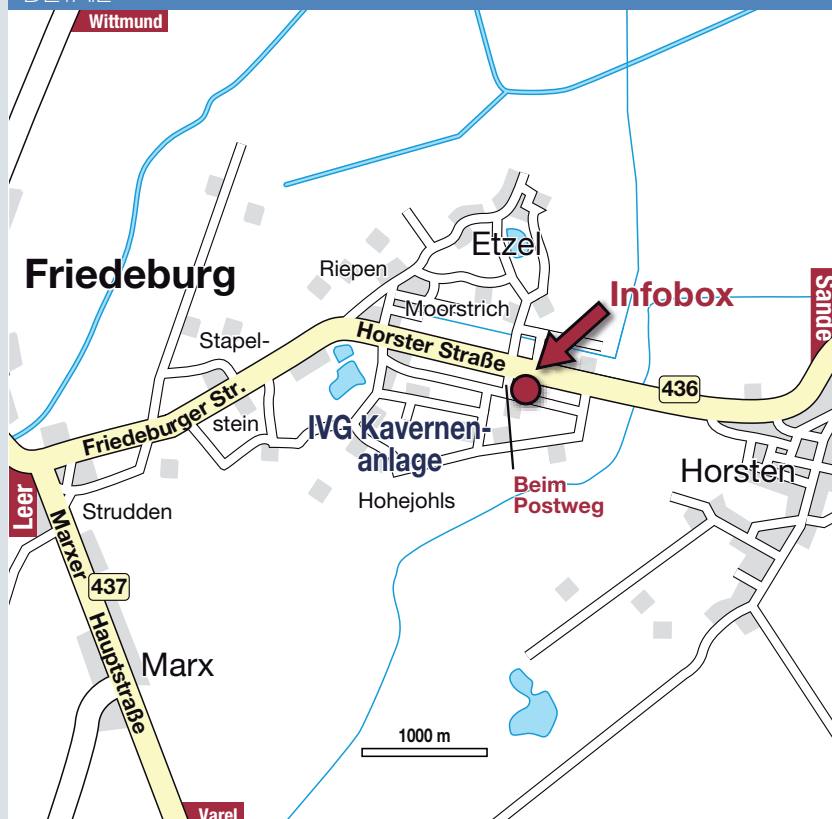 DETAIL
Wittmund
Etzel
Friedeburg
Riepen
Infobox
Sande
Moorstrich
Stapel-
Horster Straße
436
Friedeburger Str.
stein
IVG Kavernen-
anlage
Horsten
Leer
Beim
Postweg
Hohejohls
Strudden
Marxer
437
Hauptstraße
Marx
1000 m
Varel